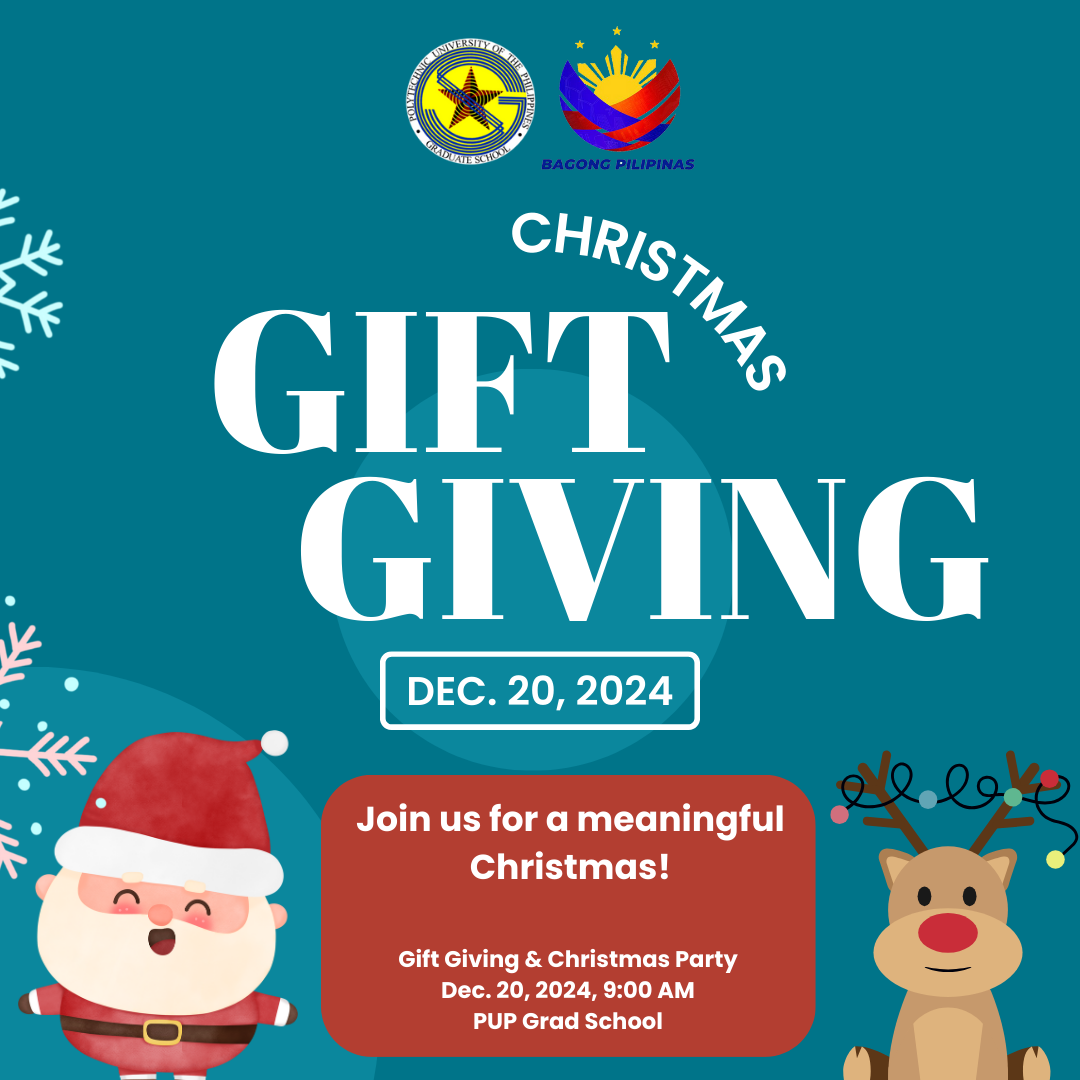 POLYTECHNIC UNIVERSITY OF THE PHILIPPINES
GRADUATE SCHOOL
BAGONG PILIPINAS
CHRISTMAS
GIFT
GIVING
DEC. 20, 2024
Join us for a meaningful
Christmas!
Gift Giving & Christmas Party
Dec. 20, 2024, 9:00 AM
PUP Grad School